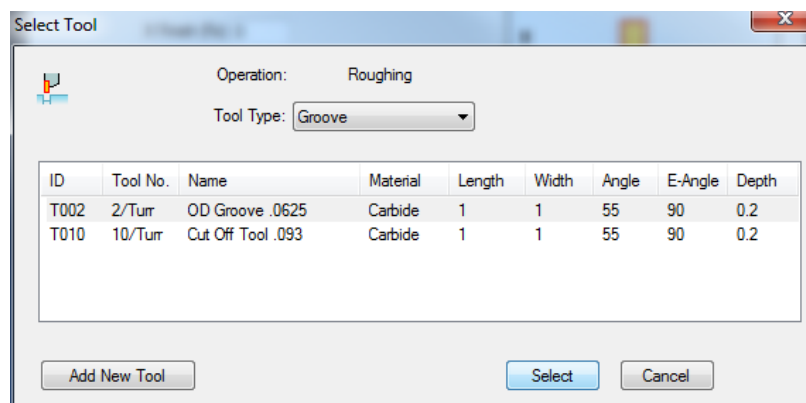 Select Tool
Operation: Roughing
Tool Type: Groove
ID Tool No. Name Material Length Width Angle E-Angle Depth
T002 2/Turr OD Groove .0625 Carbide 1 1 55 90 0.2
T010 10/Turr Cut Off Tool .093 Carbide 1 1 55 90 0.2
Add New Tool Select Cancel